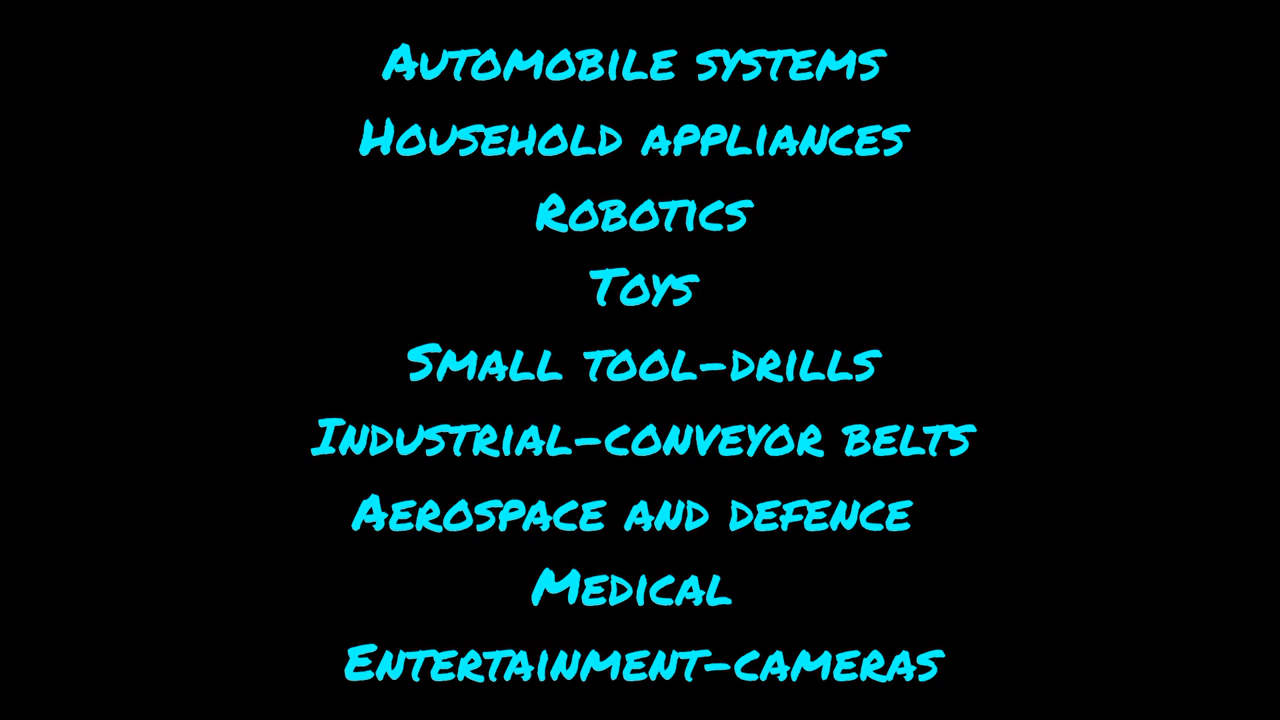 Automobile systems
Household appliances
Robotics
Toys
Small tool-drills
Industrial-conveyor belts
Aerospace and defence
Medical
Entertainment-cameras